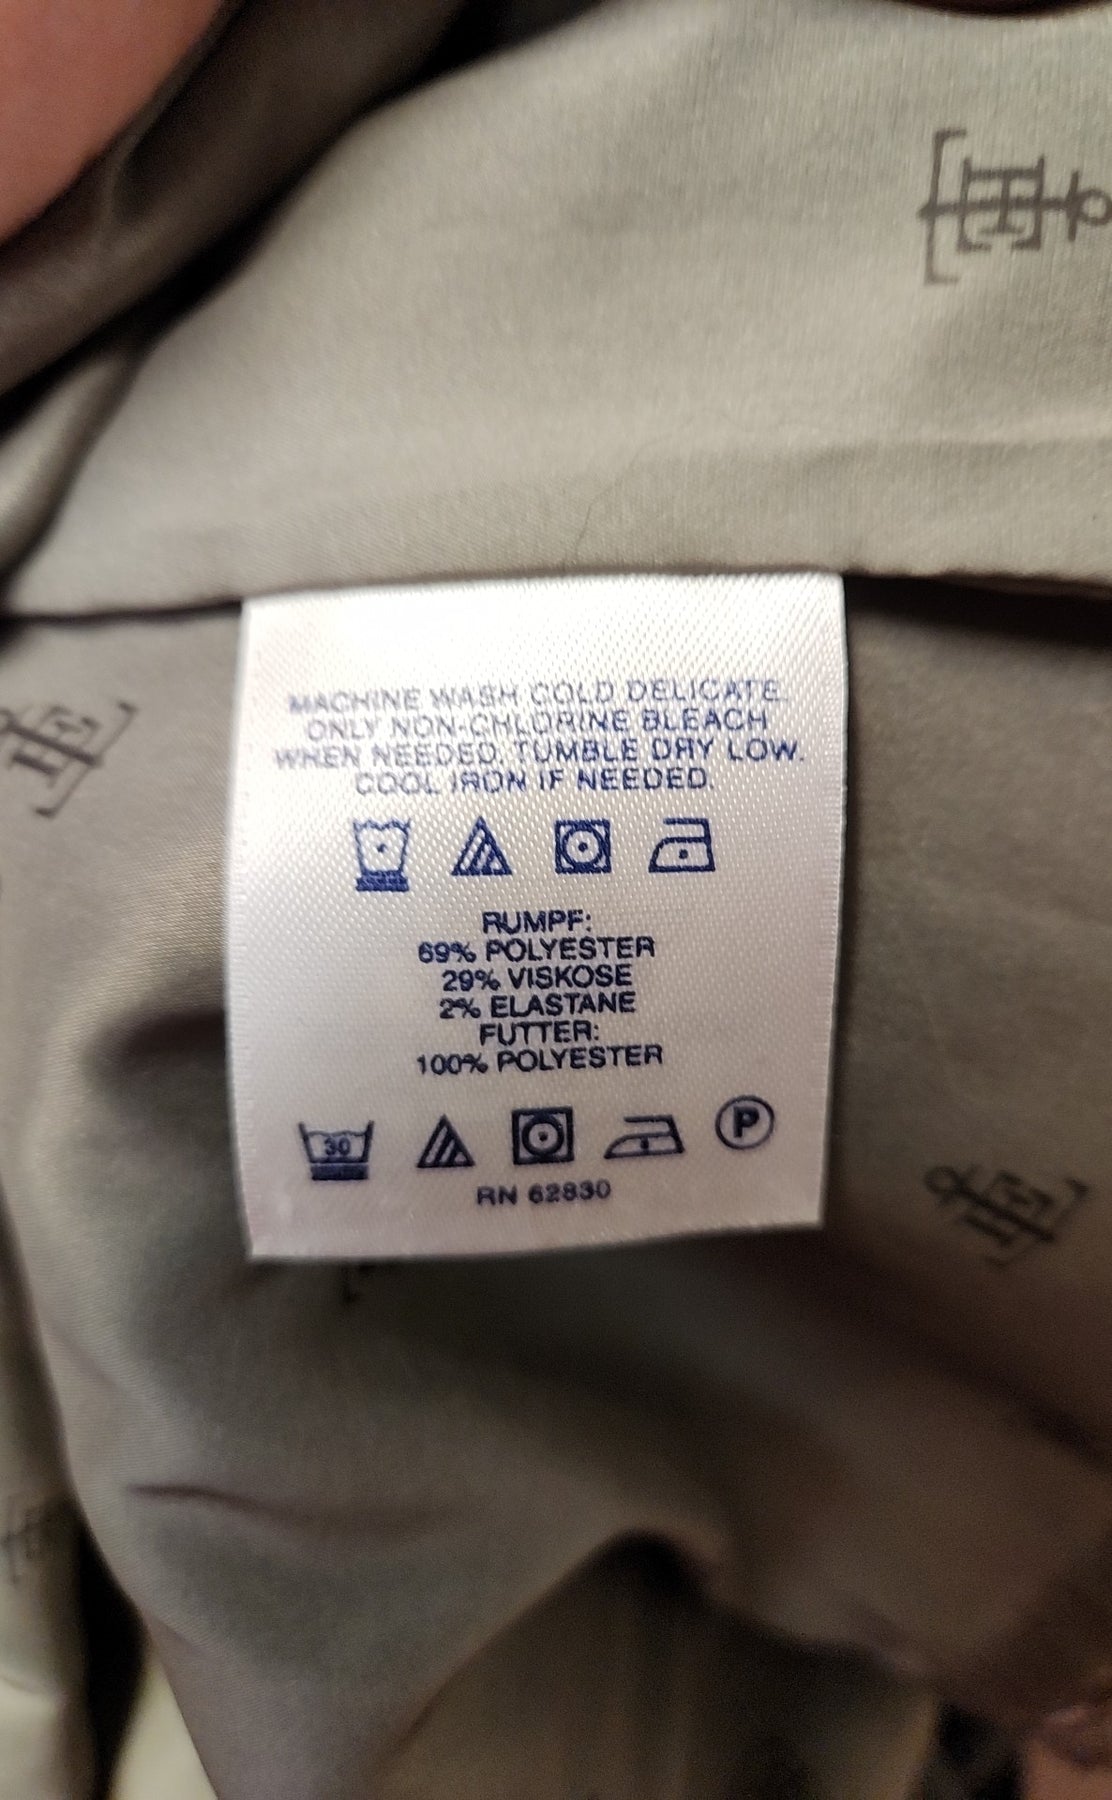 MACHINE WASH COLD DELICATE.
ONLY NON-CHLORINE BLEACH
WHEN NEEDED. TUMBLE DRY LOW.
COOL IRON IF NEEDED.
RUMPF:
69% POLYESTER
29% VISKOSE
2% ELASTANE
FUTTER:
100% POLYESTER
30 P
RN 62830